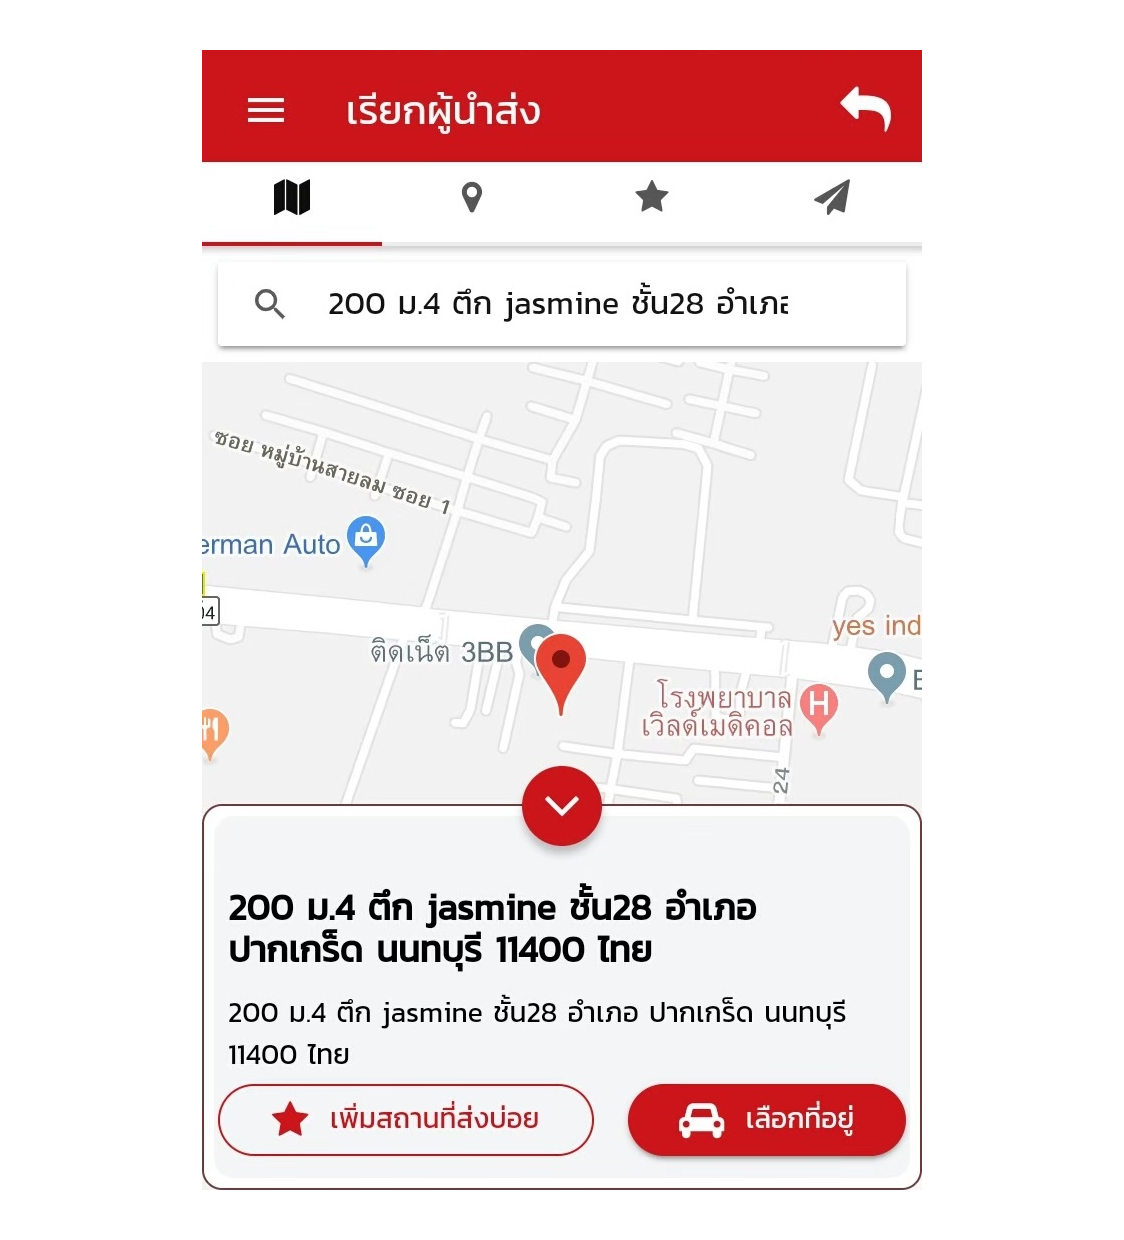 เรียกผู้นำส่ง
200 ม.4 ตึก jasmine ชั้น28 อำเภอ
ซอย หมู่บ้านสายลม ซอย 1
erman Auto
04
yes ind
ติดเน็ต 3BB
E
โรงพยาบาล
H
เวิลด์เมดิคอล
24
200 ม.4 ตึก jasmine ชั้น28 อำเภอ
ปากเกร็ด นนทบุรี 11400 ไทย
200 ม.4 ตึก jasmine ชั้น28 อำเภอ ปากเกร็ด นนทบุรี
11400 ไทย
เพิ่มสถานที่ส่งบ่อย
เลือกที่อยู่